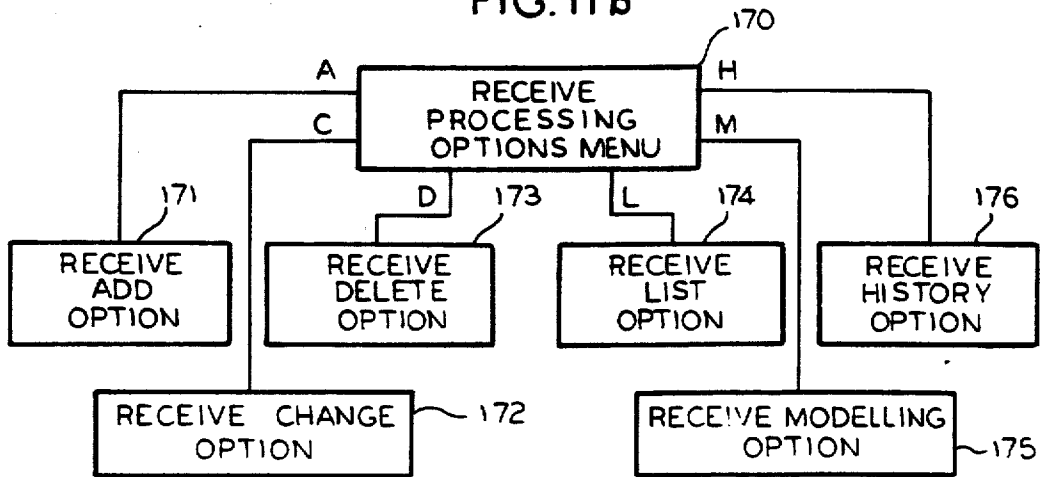 FIG. 17b
170
A
H
RECEIVE
PROCESSING
OPTIONS MENU
C
M
171
D
173
L
174
176
RECEIVE
ADD
OPTION
RECEIVE
DELETE
OPTION
RECEIVE
LIST
OPTION
RECEIVE
HISTORY
OPTION
RECEIVE CHANGE
OPTION
172
RECEIVE MODELLING
OPTION
175